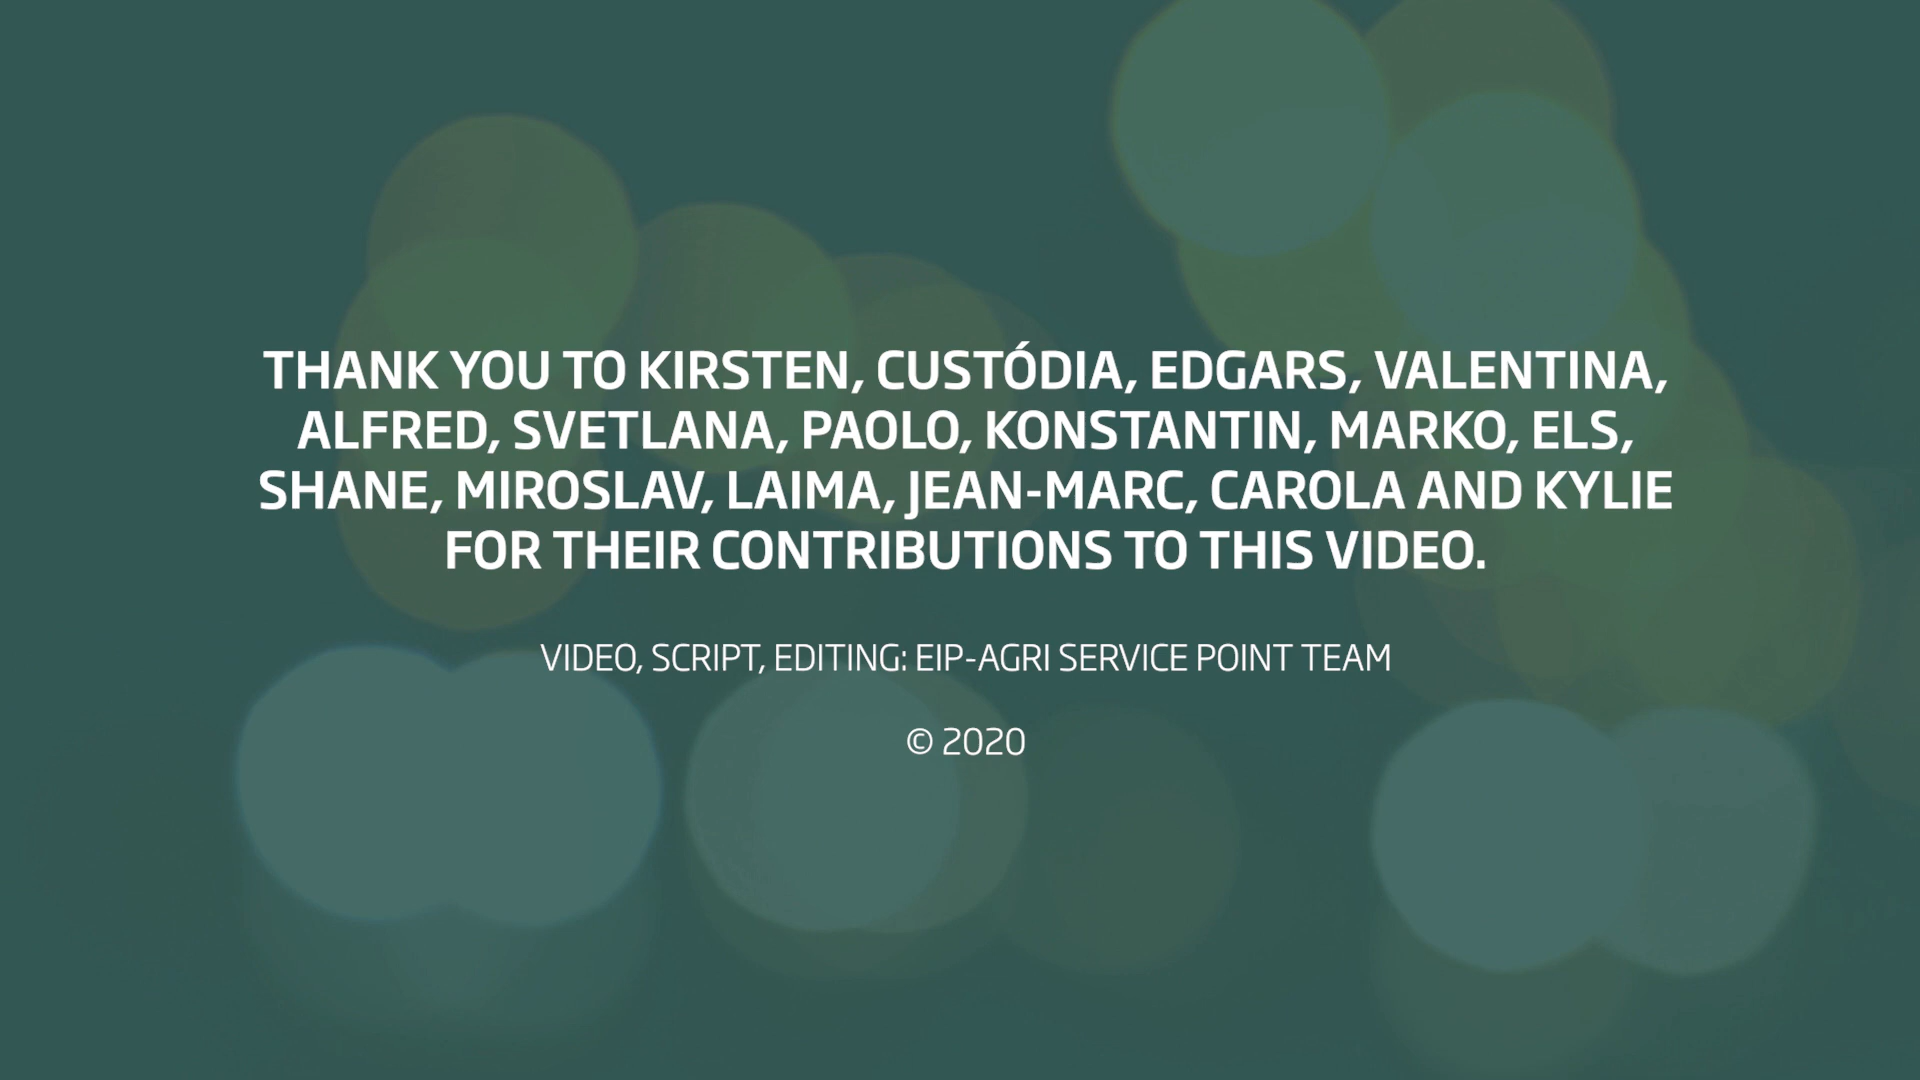 THANK YOU TO KIRSTEN, CUSTÓDIA, EDGARS, VALENTINA,
ALFRED, SVETLANA, PAOLO, KONSTANTIN, MARKO, ELS,
SHANE, MIROSLAV, LAIMA, JEAN-MARC, CAROLA AND KYLIE
FOR THEIR CONTRIBUTIONS TO THIS VIDEO.
VIDEO, SCRIPT, EDITING: EIP-AGRI SERVICE POINT TEAM
© 2020